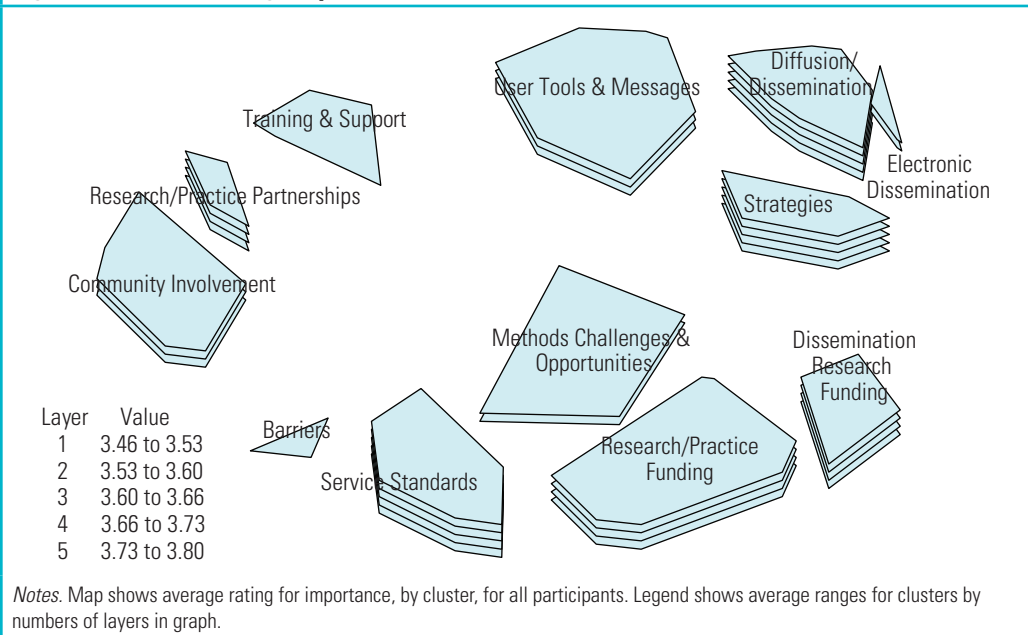 User Tools & Messages
Diffusion/
Dissemination
Training & Support
Electronic
Dissemination
Research/Practice Partnerships
Strategies
Community Involvement
Methods Challenges &
Opportunities
Dissemination
Research
Funding
Barriers
Service Standards
Research/Practice
Funding
Layer Value
1 3.46 to 3.53
2 3.53 to 3.60
3 3.60 to 3.66
4 3.66 to 3.73
5 3.73 to 3.80
Notes. Map shows average rating for importance, by cluster, for all participants. Legend shows average ranges for clusters by
numbers of layers in graph.